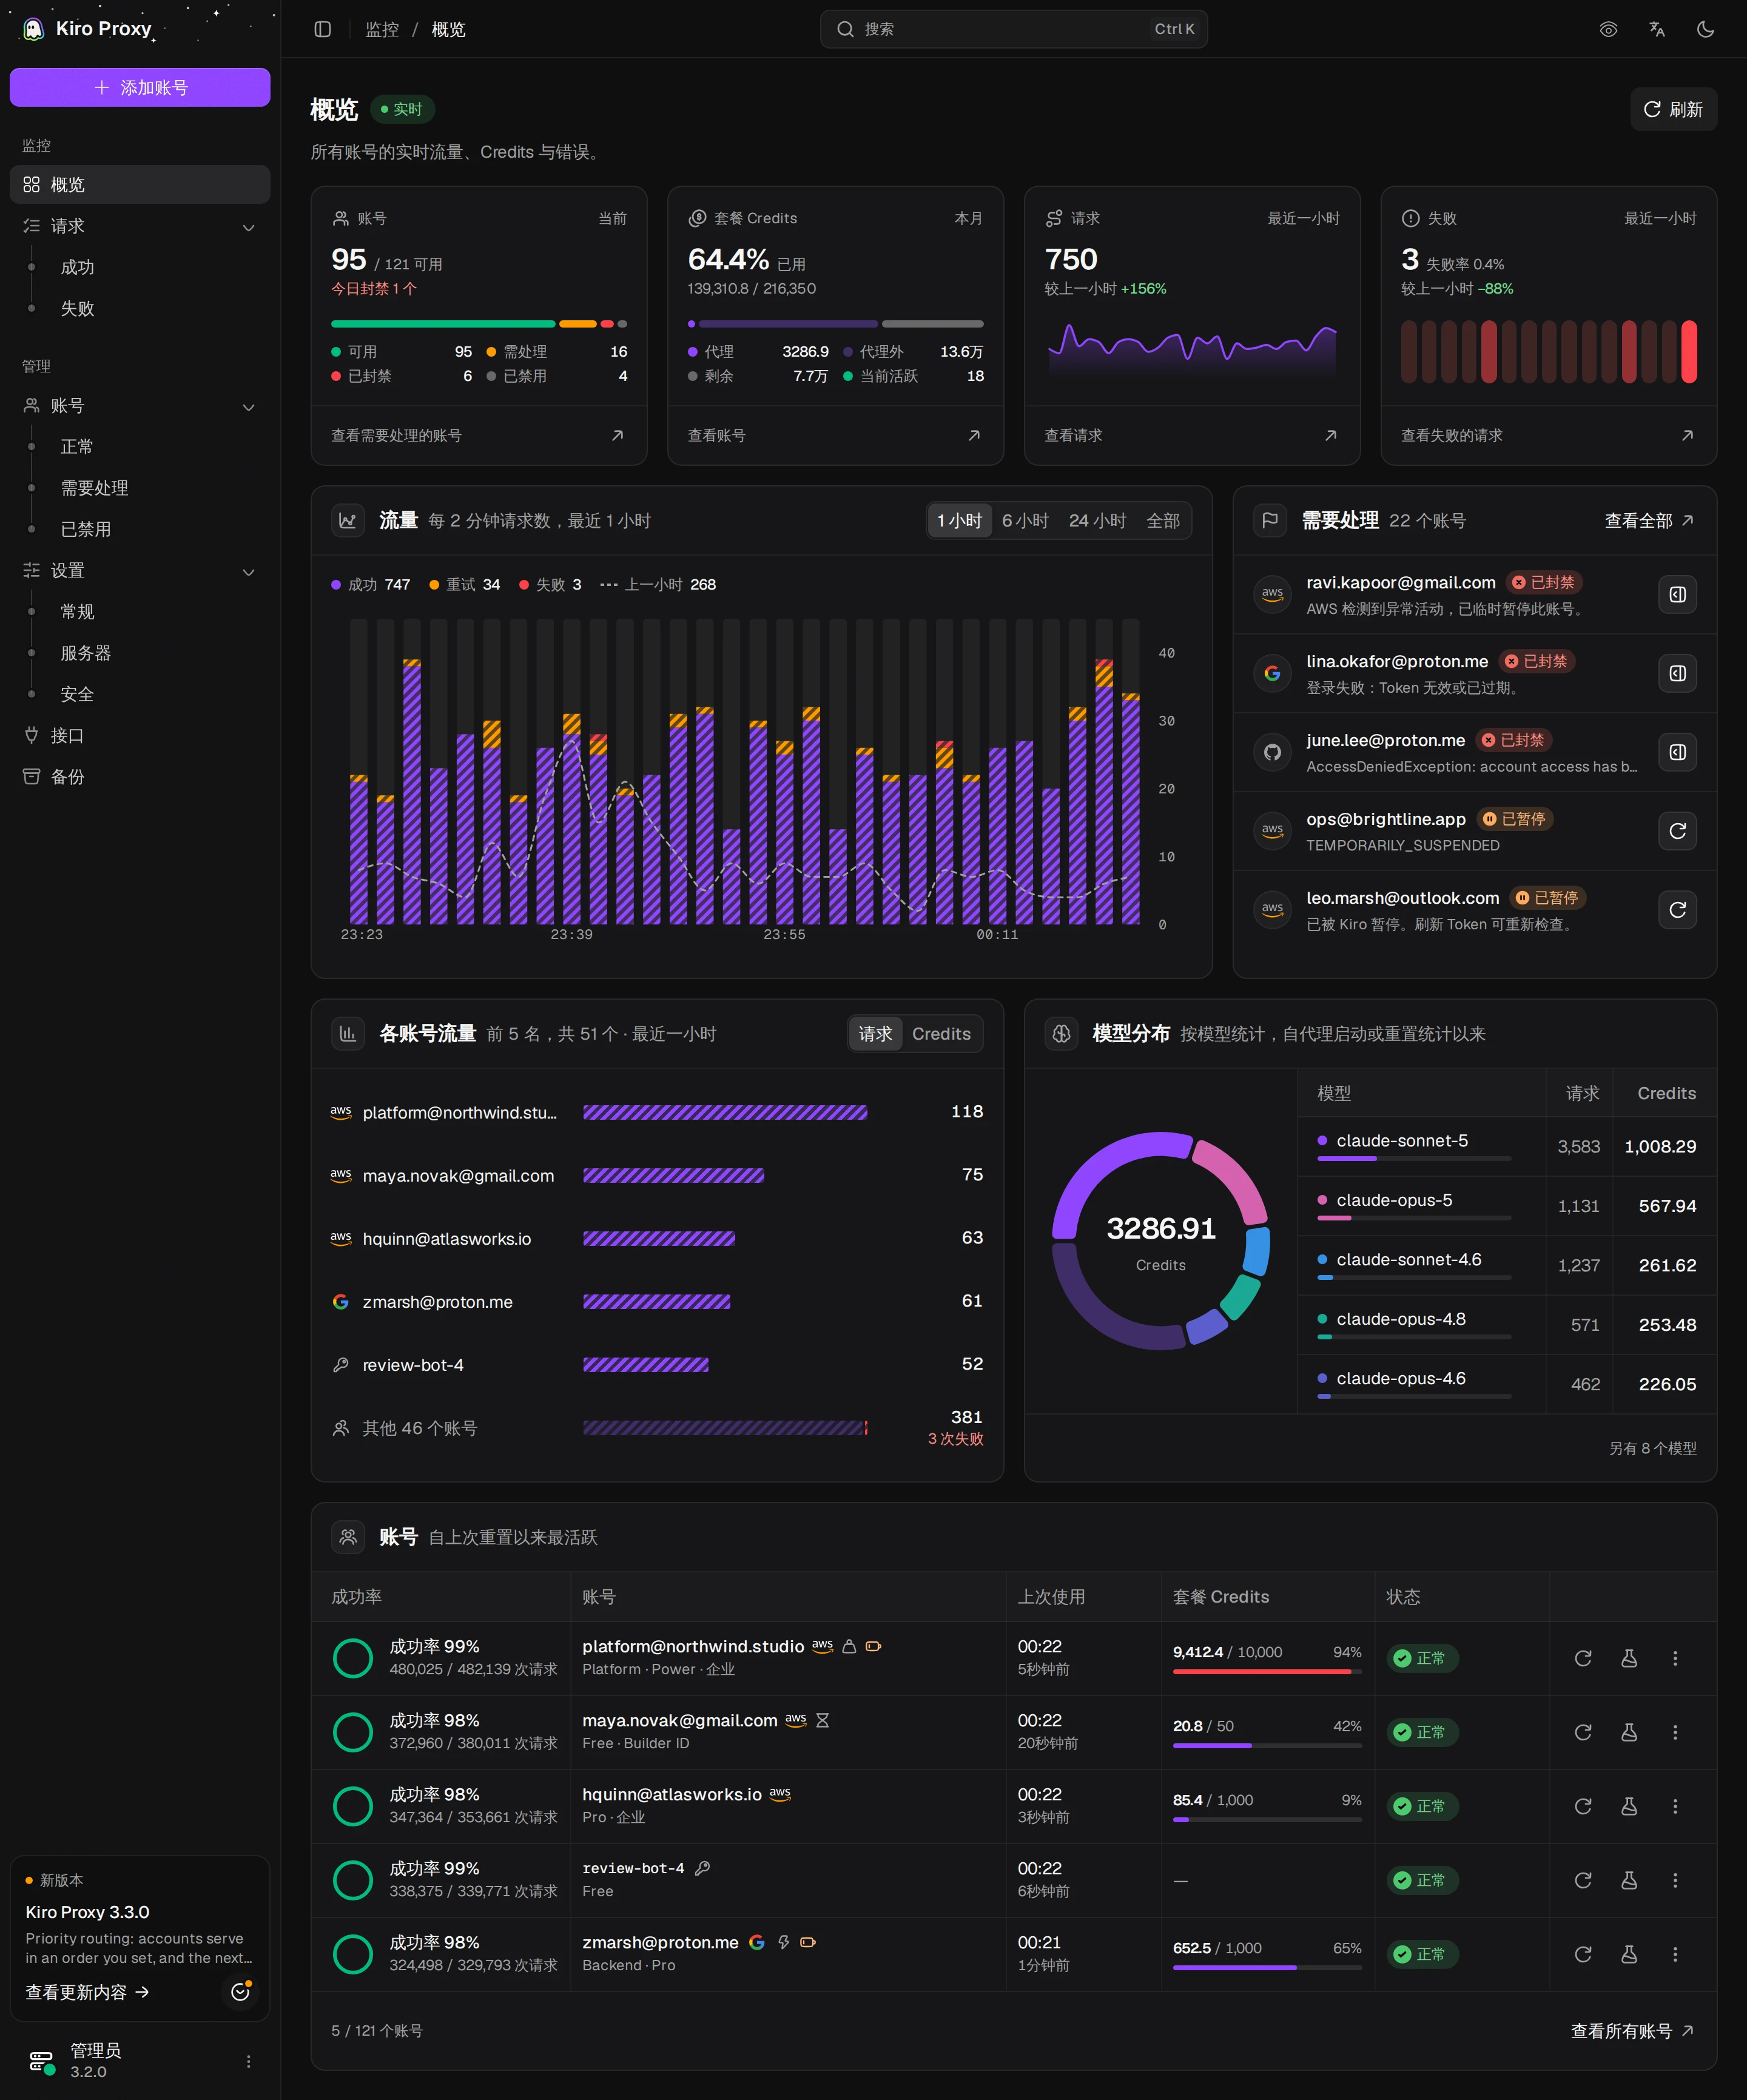 Kiro Proxy
添加账号
监控
概览
请求
成功
失败
管理
账号
正常
需要处理
已禁用
设置
常规
服务器
安全
接口
备份
新版本
Kiro Proxy 3.3.0
Priority routing: accounts serve
in an order you set, and the next...
查看更新内容
管理员
3.2.0
监控 / 概览
搜索 Ctrl K
概览 实时
刷新
所有账号的实时流量、Credits 与错误。
账号 当前
95 / 121 可用
今日封禁 1 个
可用 95 需处理 16
已封禁 6 已禁用 4
查看需要处理的账号
套餐 Credits 本月
64.4% 已用
139,310.8 / 216,350
代理 3286.9 代理外 13.6万
剩余 7.7万 当前活跃 18
查看账号
请求 最近一小时
750
较上一小时 +156%
查看请求
失败 最近一小时
3 失败率 0.4%
较上一小时 −88%
查看失败的请求
流量 每 2 分钟请求数，最近 1 小时
1 小时 6 小时 24 小时 全部
成功 747 重试 34 失败 3 上一小时 268
40
30
20
10
0
23:23 23:39 23:55 00:11
需要处理 22 个账号 查看全部
aws ravi.kapoor@gmail.com 已封禁
AWS 检测到异常活动，已临时暂停此账号。
lina.okafor@proton.me 已封禁
登录失败：Token 无效或已过期。
june.lee@proton.me 已封禁
AccessDeniedException: account access has b...
aws ops@brightline.app 已暂停
TEMPORARILY_SUSPENDED
aws leo.marsh@outlook.com 已暂停
已被 Kiro 暂停。刷新 Token 可重新检查。
各账号流量 前 5 名，共 51 个 · 最近一小时
请求 Credits
aws platform@northwind.stu... 118
aws maya.novak@gmail.com 75
aws hquinn@atlasworks.io 63
zmarsh@proton.me 61
review-bot-4 52
其他 46 个账号 381
3 次失败
模型分布 按模型统计，自代理启动或重置统计以来
3286.91
Credits
模型 请求 Credits
claude-sonnet-5 3,583 1,008.29
claude-opus-5 1,131 567.94
claude-sonnet-4.6 1,237 261.62
claude-opus-4.8 571 253.48
claude-opus-4.6 462 226.05
另有 8 个模型
账号 自上次重置以来最活跃
成功率 账号 上次使用 套餐 Credits 状态
成功率 99% platform@northwind.studio aws 00:22 9,412.4 / 10,000 94% 正常
480,025 / 482,139 次请求 Platform · Power · 企业 5秒钟前
成功率 98% maya.novak@gmail.com aws 00:22 20.8 / 50 42% 正常
372,960 / 380,011 次请求 Free · Builder ID 20秒钟前
成功率 98% hquinn@atlasworks.io aws 00:22 85.4 / 1,000 9% 正常
347,364 / 353,661 次请求 Pro · 企业 3秒钟前
成功率 99% review-bot-4 00:22 — 正常
338,375 / 339,771 次请求 Free 6秒钟前
成功率 98% zmarsh@proton.me 00:21 652.5 / 1,000 65% 正常
324,498 / 329,793 次请求 Backend · Pro 1分钟前
5 / 121 个账号 查看所有账号